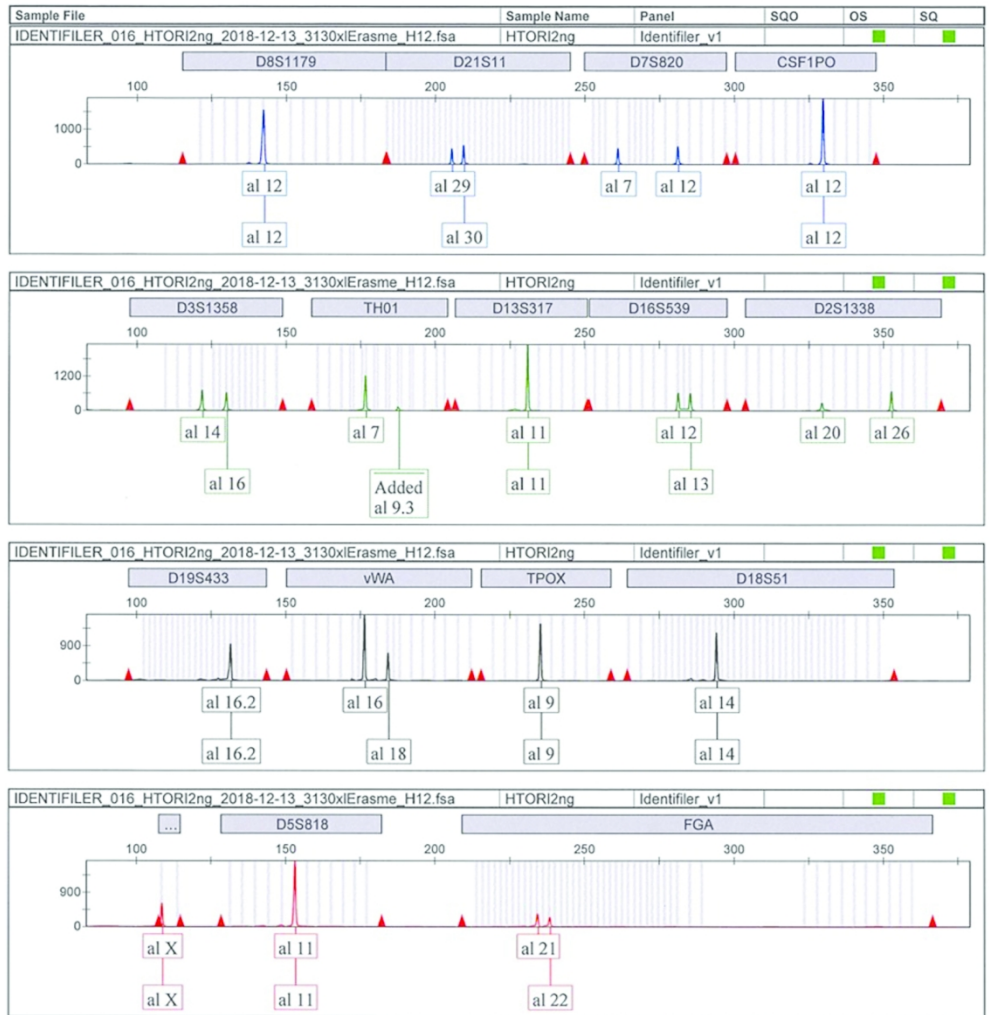 Sample File Sample Name Panel SQO OS SQ
IDENTIFILER_016_HTORI2ng_2018-12-13_3130xlErasme_H12.fsa HTORI2ng Identifiler_v1
D8S1179 D21S11 D7S820 CSF1PO
100 150 200 250 300 350
1000
0
al 12 al 29 al 7 al 12 al 12
al 12 al 30 al 12
IDENTIFILER_016_HTORI2ng_2018-12-13_3130xlErasme_H12.fsa HTORI2ng Identifiler_v1
D3S1358 TH01 D13S317 D16S539 D2S1338
100 150 200 250 300 350
1200
0
al 14 al 7 al 11 al 12 al 20 al 26
al 16 Added al 11 al 13
al 9.3
IDENTIFILER_016_HTORI2ng_2018-12-13_3130xlErasme_H12.fsa HTORI2ng Identifiler_v1
D19S433 vWA TPOX D18S51
100 150 200 250 300 350
900
0
al 16.2 al 16 al 9 al 14
al 16.2 al 18 al 9 al 14
IDENTIFILER_016_HTORI2ng_2018-12-13_3130xlErasme_H12.fsa HTORI2ng Identifiler_v1
... D5S818 FGA
100 150 200 250 300 350
900
0
al X al 11 al 21
al X al 11 al 22